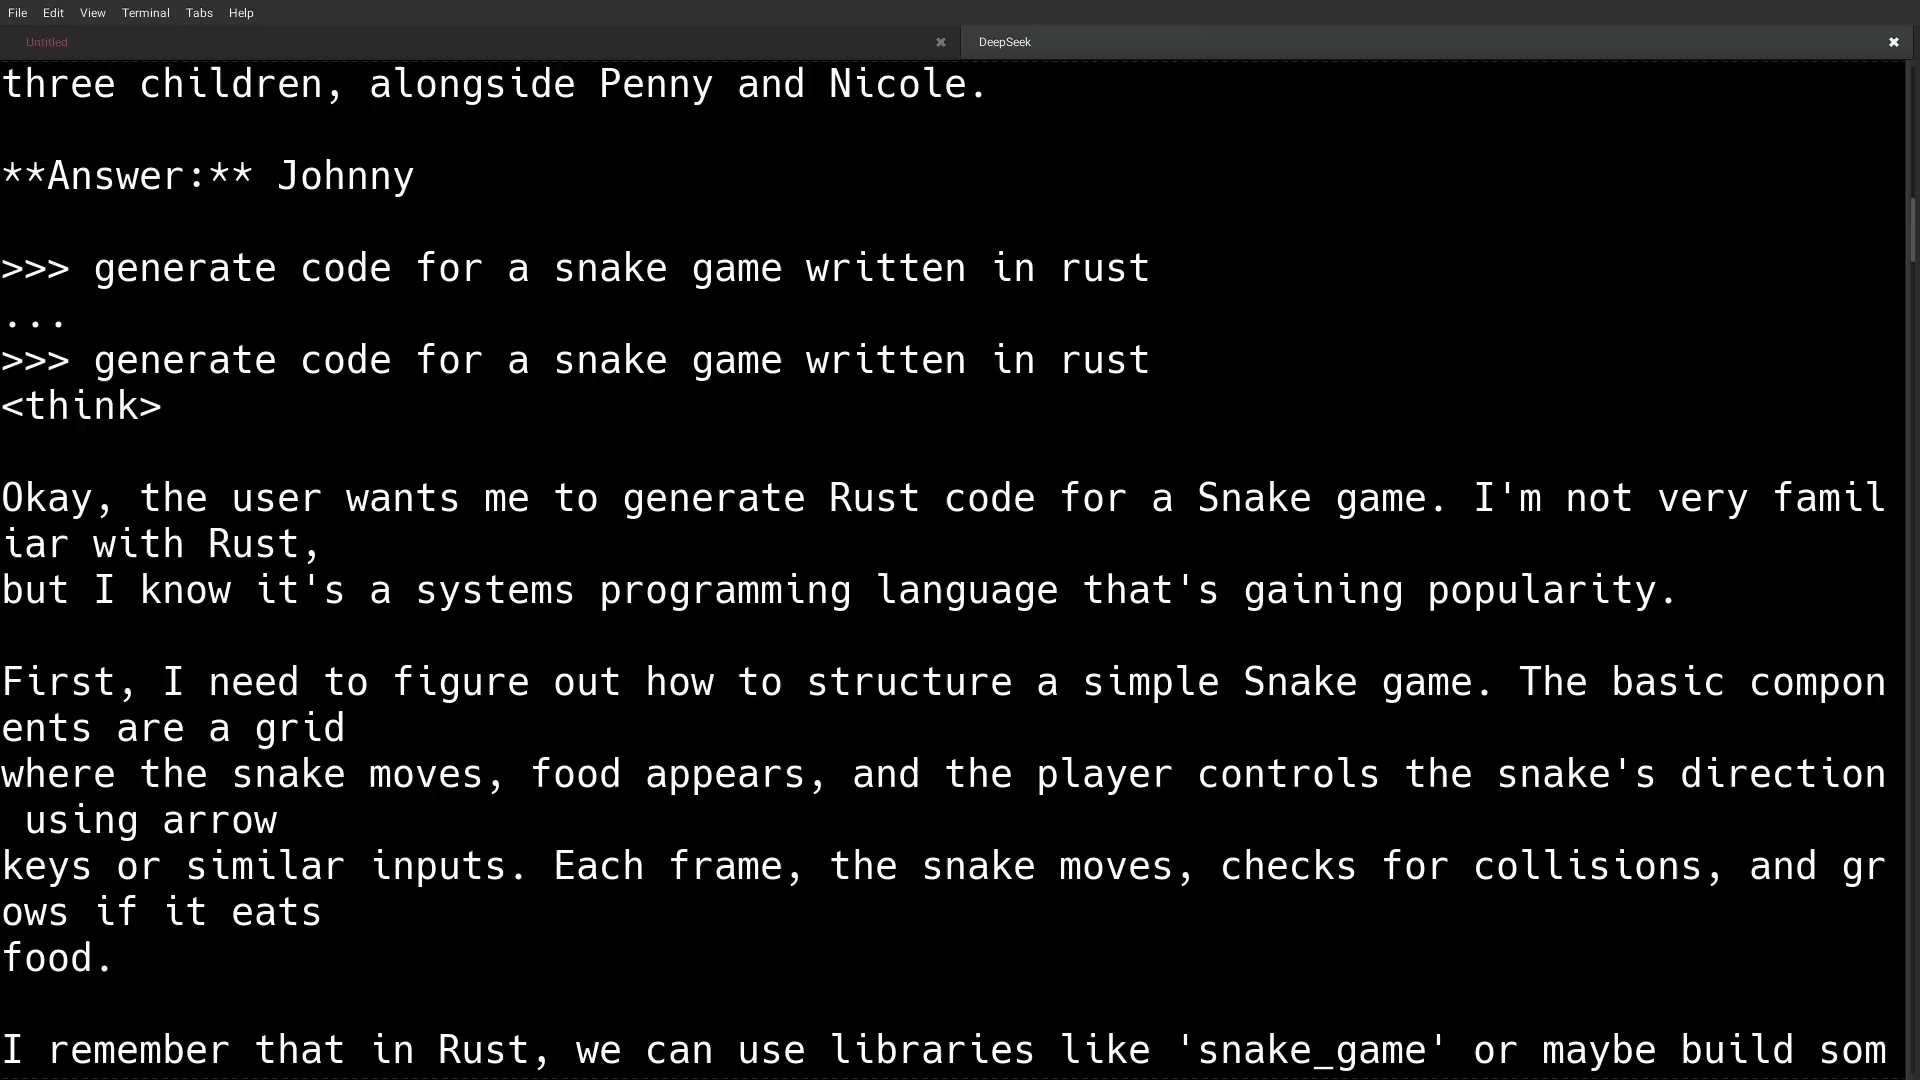 File Edit View Terminal Tabs Help
Untitled DeepSeek
three children, alongside Penny and Nicole.
**Answer:** Johnny
>>> generate code for a snake game written in rust
...
>>> generate code for a snake game written in rust
<think>
Okay, the user wants me to generate Rust code for a Snake game. I'm not very famil
iar with Rust,
but I know it's a systems programming language that's gaining popularity.
First, I need to figure out how to structure a simple Snake game. The basic compon
ents are a grid
where the snake moves, food appears, and the player controls the snake's direction
using arrow
keys or similar inputs. Each frame, the snake moves, checks for collisions, and gr
ows if it eats
food.
I remember that in Rust, we can use libraries like 'snake_game' or maybe build som